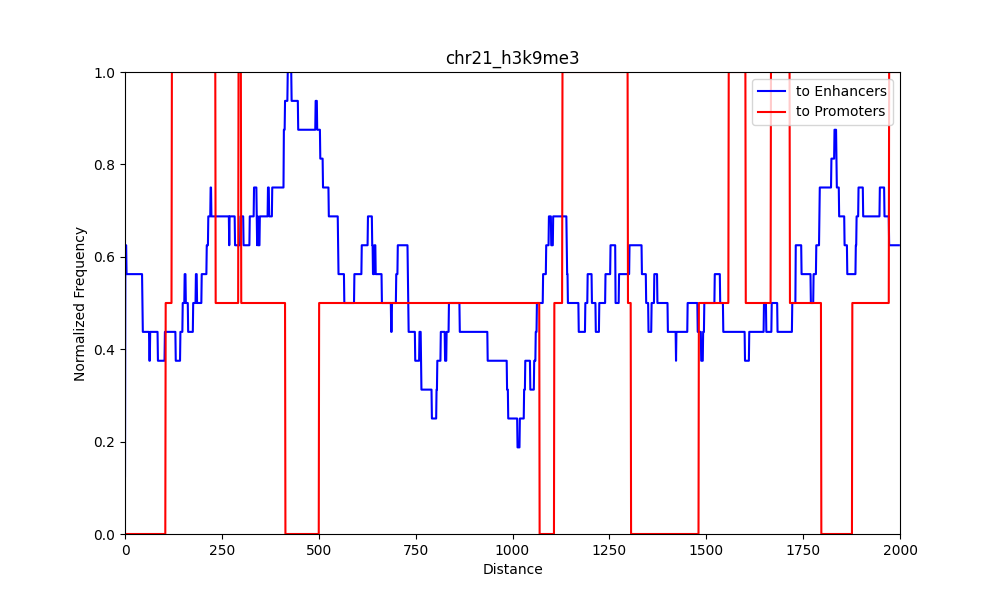 chr21_h3k9me3
1.0
0.8
0.6
0.4
0.2
0.0
Normalized Frequency
to Enhancers
to Promoters
0 250 500 750 1000 1250 1500 1750 2000
Distance